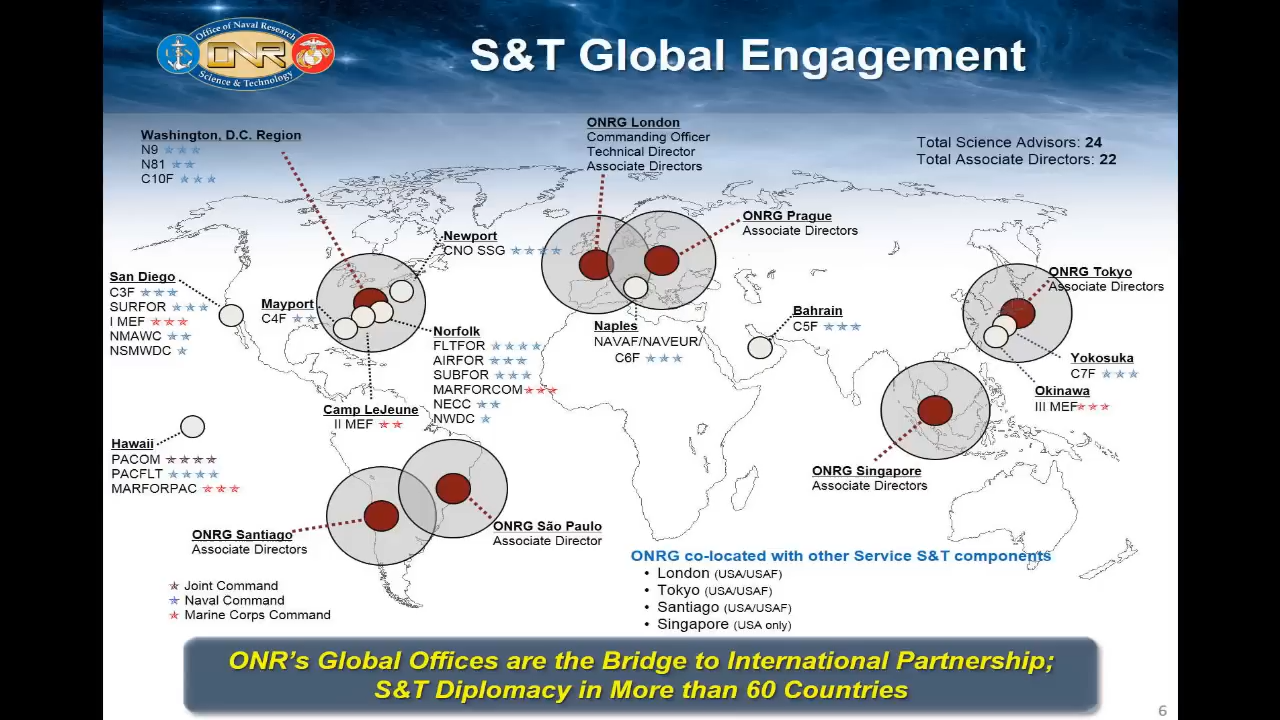 Office of Naval Research
ONR
Science & Technology
S&T Global Engagement
Washington, D.C. Region
N9
N81
C10F
ONRG London
Commanding Officer
Technical Director
Associate Directors
Total Science Advisors: 24
Total Associate Directors: 22
ONRG Prague
Associate Directors
Newport
CNO SSG
San Diego
C3F
SURFOR
I MEF
NMAWC
NSMWDC
Mayport
C4F
Norfolk
FLTFOR
AIRFOR
SUBFOR
MARFORCOM
NECC
NWDC
Naples
NAVAF/NAVEUR/
C6F
Bahrain
C5F
ONRG Tokyo
Associate Directors
Yokosuka
C7F
Okinawa
III MEF
Camp LeJeune
II MEF
Hawaii
PACOM
PACFLT
MARFORPAC
ONRG Singapore
Associate Directors
ONRG Santiago
Associate Directors
ONRG São Paulo
Associate Director
Joint Command
Naval Command
Marine Corps Command
ONRG co-located with other Service S&T components
• London (USA/USAF)
• Tokyo (USA/USAF)
• Santiago (USA/USAF)
• Singapore (USA only)
ONR's Global Offices are the Bridge to International Partnership;
S&T Diplomacy in More than 60 Countries
6